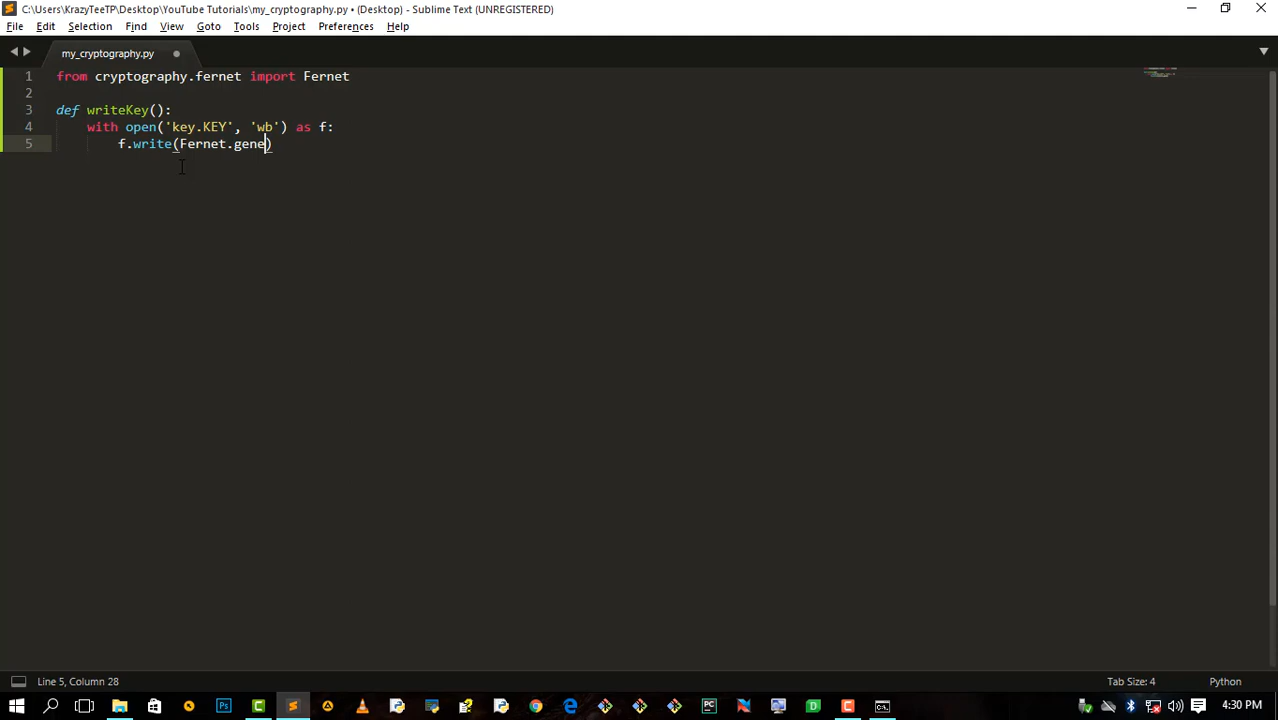 C:\Users\KrazyTeeTP\Desktop\YouTube Tutorials\my_cryptography.py • (Desktop) - Sublime Text (UNREGISTERED)
File Edit Selection Find View Goto Tools Project Preferences Help
my_cryptography.py
1 from cryptography.fernet import Fernet
2
3 def writeKey():
4 with open('key.KEY', 'wb') as f:
5 f.write(Fernet.gene)
Line 5, Column 28 Tab Size: 4 Python
Ps PC D C 4:30 PM